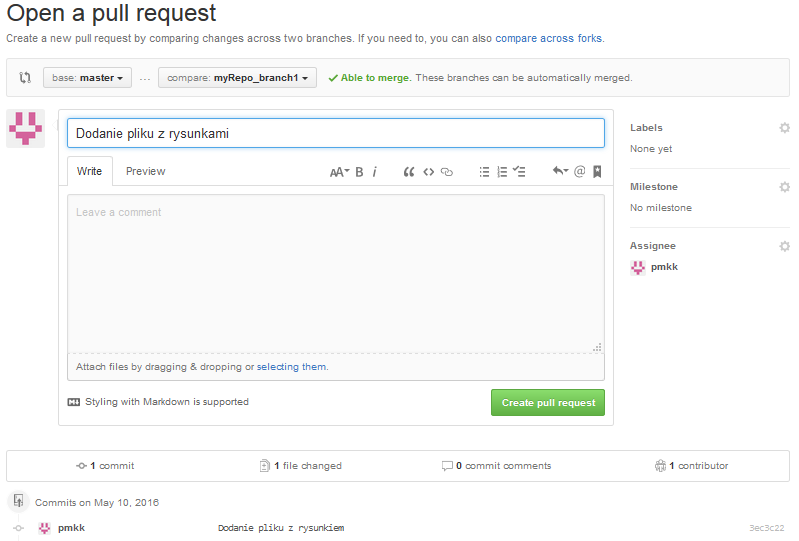 Open a pull request
Create a new pull request by comparing changes across two branches. If you need to, you can also compare across forks.
base: master ... compare: myRepo_branch1 Able to merge. These branches can be automatically merged.
Dodanie pliku z rysunkami
Write Preview AA B i
Leave a comment
Attach files by dragging & dropping or selecting them.
Styling with Markdown is supported
Create pull request
Labels
None yet
Milestone
No milestone
Assignee
pmkk
1 commit 1 file changed 0 commit comments 1 contributor
Commits on May 10, 2016
pmkk Dodanie pliku z rysunkiem 3ec3c22